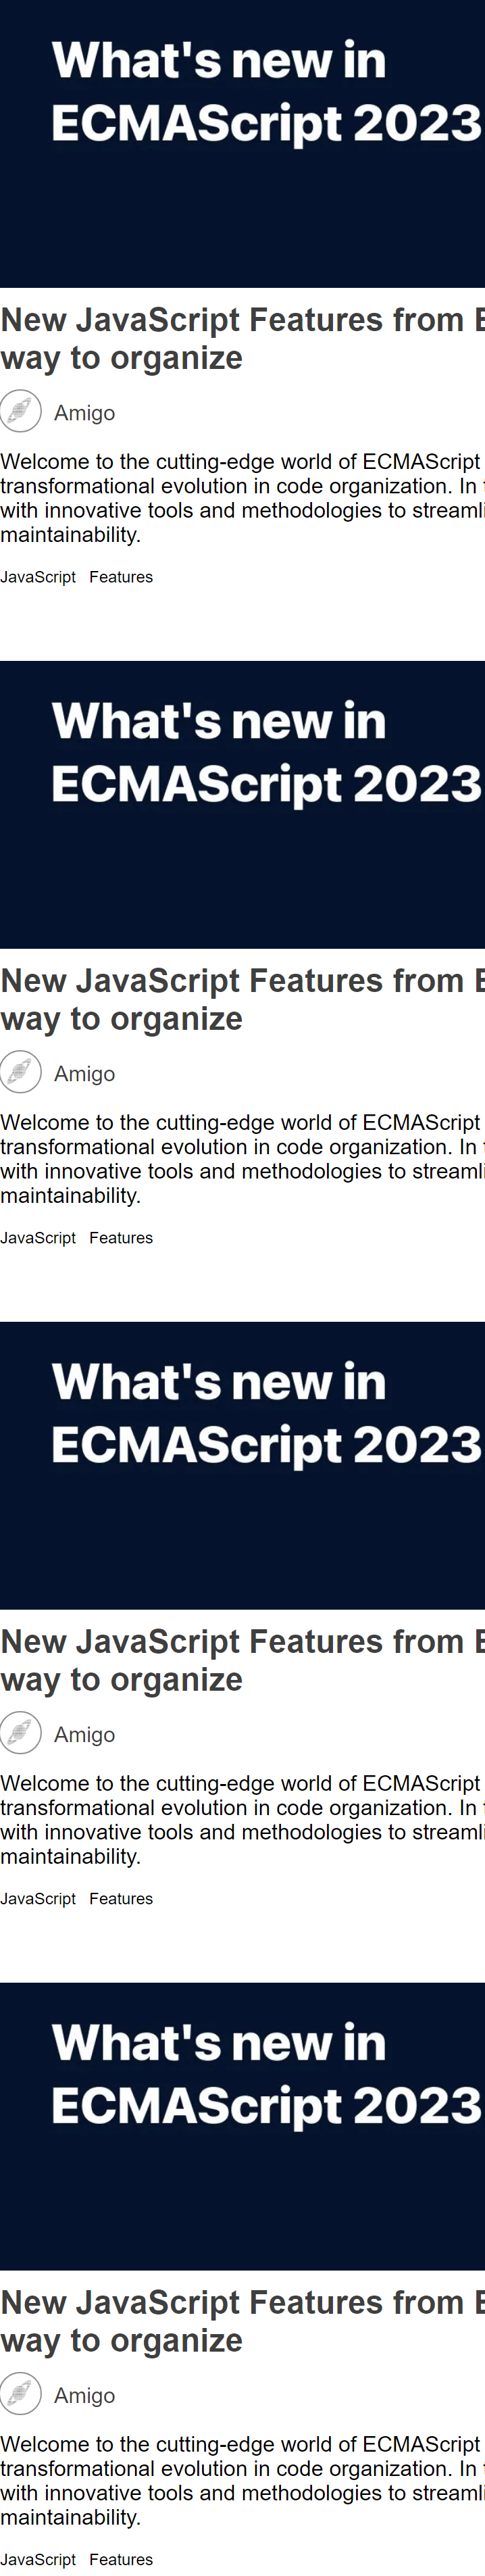 What's new in
ECMAScript 2023
New JavaScript Features from
way to organize
Amigo
Welcome to the cutting-edge world of ECMAScript
transformational evolution in code organization. In
with innovative tools and methodologies to
maintainability.
JavaScript Features
What's new in
ECMAScript 2023
New JavaScript Features from
way to organize
Amigo
Welcome to the cutting-edge world of ECMAScript
transformational evolution in code organization. In
with innovative tools and methodologies to
maintainability.
JavaScript Features
What's new in
ECMAScript 2023
New JavaScript Features from
way to organize
Amigo
Welcome to the cutting-edge world of ECMAScript
transformational evolution in code organization. In
with innovative tools and methodologies to
maintainability.
JavaScript Features
What's new in
ECMAScript 2023
New JavaScript Features from
way to organize
Amigo
Welcome to the cutting-edge world of ECMAScript
transformational evolution in code organization. In
with innovative tools and methodologies to
maintainability.
JavaScript Features